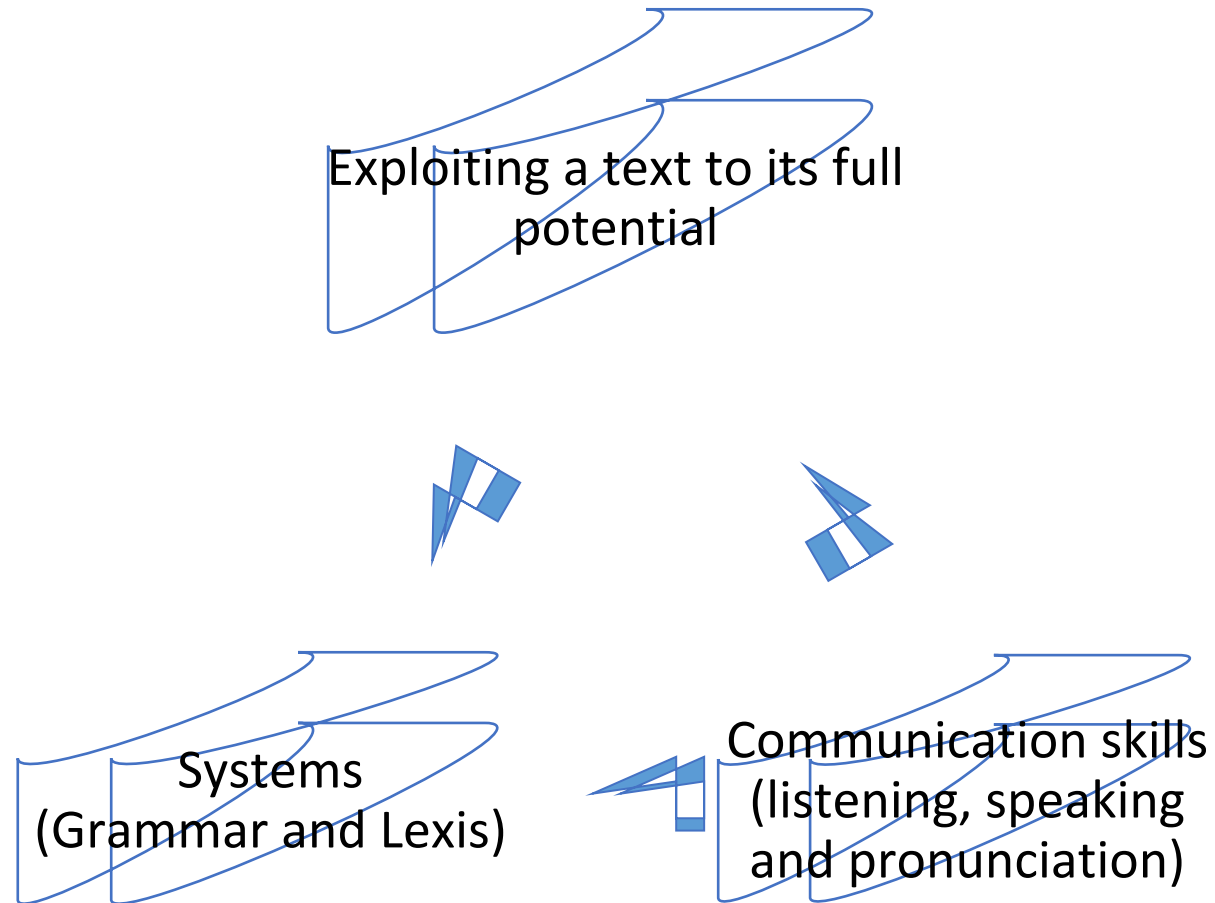 Exploiting a text to its full
potential
Systems
(Grammar and Lexis)
Communication skills
(listening, speaking
and pronunciation)